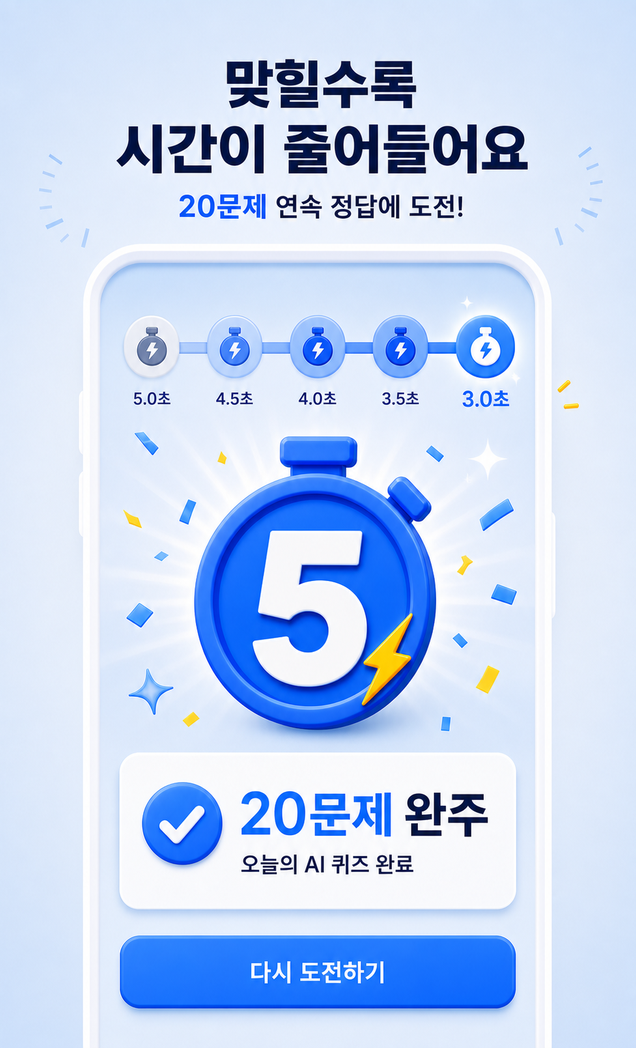 맞힐수록
시간이 줄어들어요
20문제 연속 정답에 도전!
5.0초 4.5초 4.0초 3.5초 3.0초
5
20문제 완주
오늘의 AI 퀴즈 완료
다시 도전하기